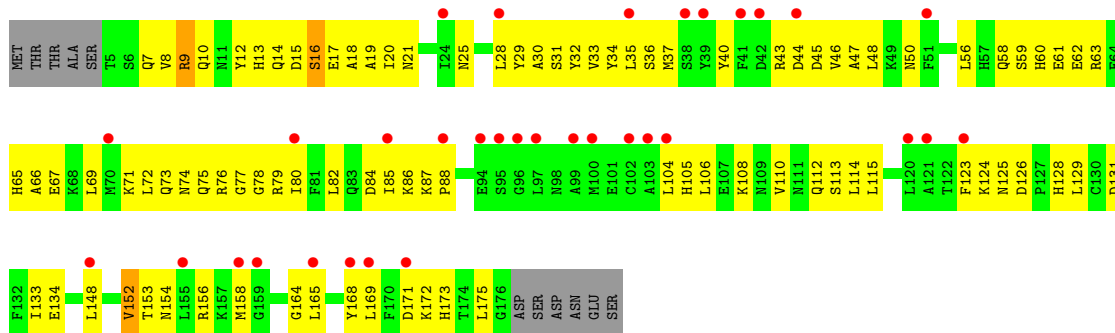 MET THR THR ALA SER T5 S6 Q7 V8 R9 Q10 N11 Y12 H13 Q14 D15 S16 E17 A18 A19 I20 N21 I24 N25 L28 Y29 A30 S31 Y32 V33 Y34 L35 S36 M37 S38 Y39 Y40 F41 D42 R43 D44 D45 V46 A47 L48 K49 N50 F51 L56 H57 Q58 S59 H60 E61 E62 R63 E64
H65 A66 E67 K68 L69 M70 K71 L72 Q73 N74 Q75 R76 G77 G78 R79 I80 F81 L82 Q83 D84 I85 K86 K87 P88 E94 S95 G96 L97 N98 A99 M100 E101 C102 A103 L104 H105 L106 E107 K108 N109 V110 N111 Q112 S113 L114 L115 L120 A121 T122 F123 K124 N125 D126 P127 H128 L129 C130 D131
F132 I133 E134 L148 V152 T153 N154 L155 R156 K157 M158 G159 G164 L165 Y168 L169 F170 D171 K172 H173 T174 L175 G176 ASP SER ASP ASN GLU SER